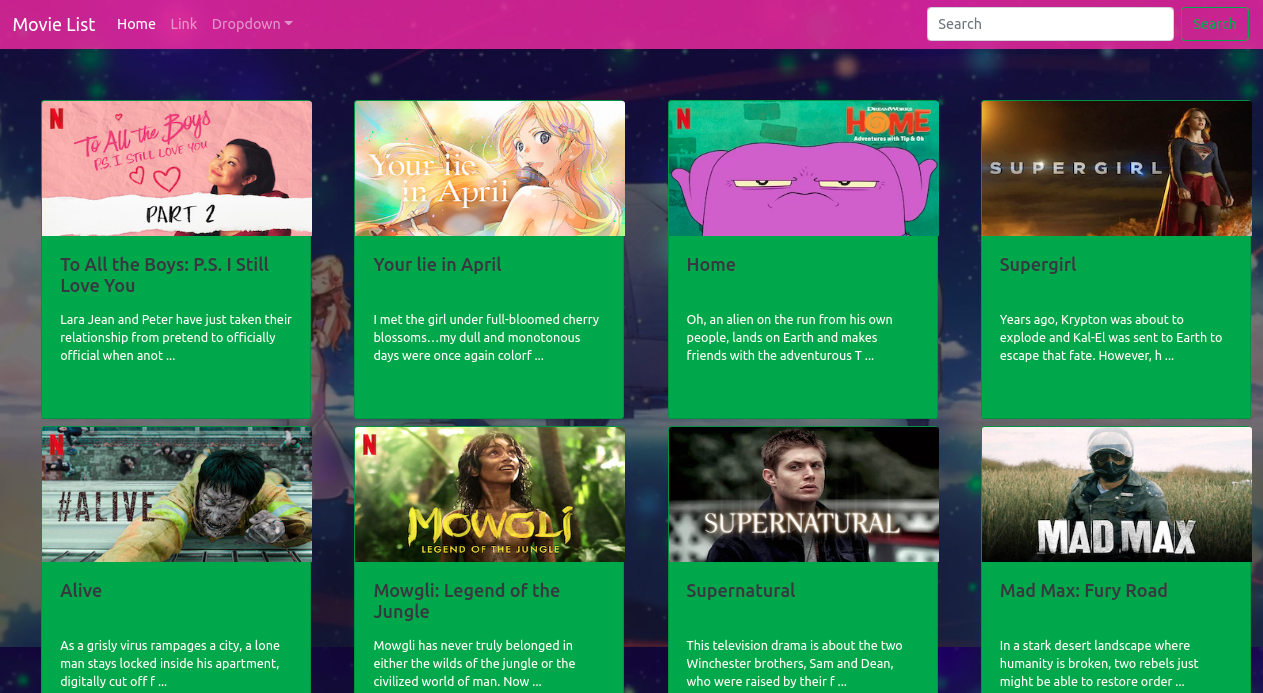 Movie List Home Link Dropdown Search Search
N
To All the Boys
P.S. I STILL LOVE YOU
PART 2
To All the Boys: P.S. I Still
Love You
Lara Jean and Peter have just taken their
relationship from pretend to officially
official when anot ...
Your lie
in April
Your lie in April
I met the girl under full-bloomed cherry
blossoms…my dull and monotonous
days were once again colorf ...
N
DREAMWORKS
HOME
Adventures with Tip & Oh
Home
Oh, an alien on the run from his own
people, lands on Earth and makes
friends with the adventurous T ...
SUPERGIRL
Supergirl
Years ago, Krypton was about to
explode and Kal-El was sent to Earth to
escape that fate. However, h ...
N
#ALIVE
Alive
As a grisly virus rampages a city, a lone
man stays locked inside his apartment,
digitally cut off f ...
N
MOWGLI
LEGEND OF THE JUNGLE
Mowgli: Legend of the
Jungle
Mowgli has never truly belonged in
either the wilds of the jungle or the
civilized world of man. Now ...
SUPERNATURAL
Supernatural
This television drama is about the two
Winchester brothers, Sam and Dean,
who were raised by their f ...
MAD MAX
Mad Max: Fury Road
In a stark desert landscape where
humanity is broken, two rebels just
might be able to restore order ...